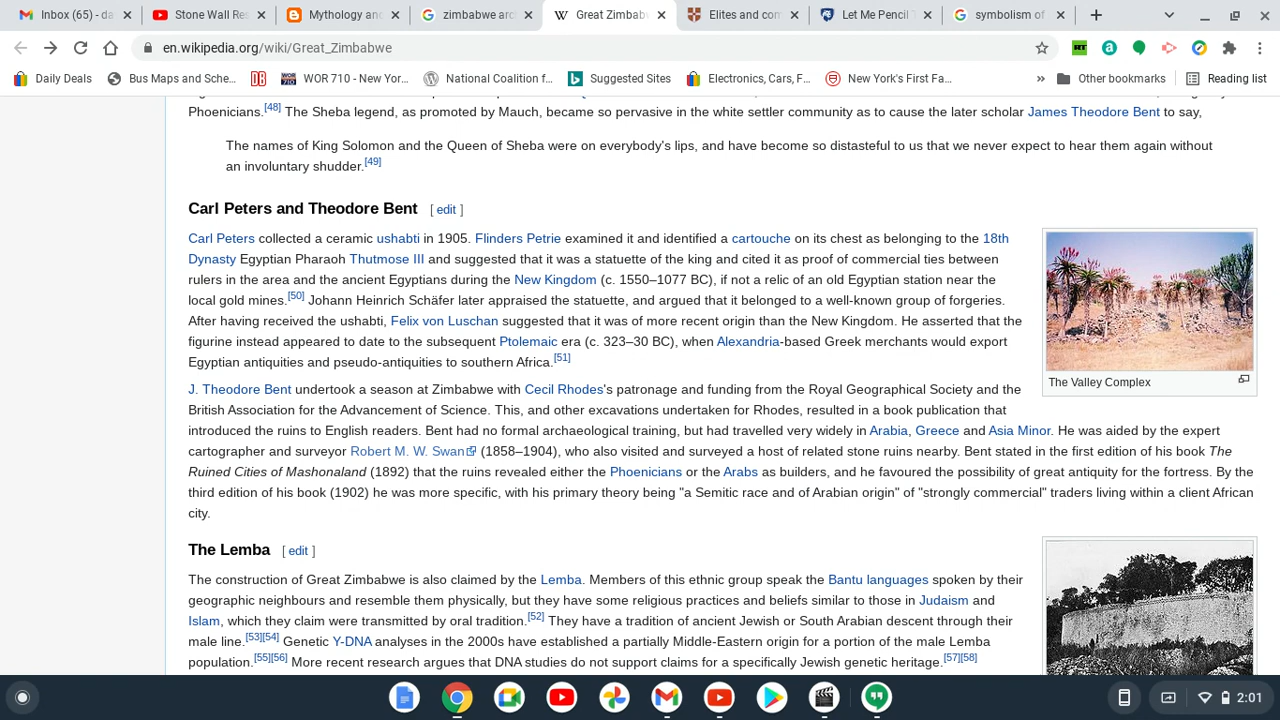 Inbox (65) - da
Stone Wall Res
Mythology and
zimbabwe arch
Great Zimbabw
Elites and com
Let Me Pencil T
symbolism of
en.wikipedia.org/wiki/Great_Zimbabwe
Daily Deals
Bus Maps and Sche...
WOR 710 - New Yor...
National Coalition f...
Suggested Sites
Electronics, Cars, F...
New York's First Fa...
»
Other bookmarks
Reading list
Phoenicians.[48] The Sheba legend, as promoted by Mauch, became so pervasive in the white settler community as to cause the later scholar James Theodore Bent to say,
The names of King Solomon and the Queen of Sheba were on everybody's lips, and have become so distasteful to us that we never expect to hear them again without
an involuntary shudder.[49]
Carl Peters and Theodore Bent [ edit ]
Carl Peters collected a ceramic ushabti in 1905. Flinders Petrie examined it and identified a cartouche on its chest as belonging to the 18th
Dynasty Egyptian Pharaoh Thutmose III and suggested that it was a statuette of the king and cited it as proof of commercial ties between
rulers in the area and the ancient Egyptians during the New Kingdom (c. 1550–1077 BC), if not a relic of an old Egyptian station near the
local gold mines.[50] Johann Heinrich Schäfer later appraised the statuette, and argued that it belonged to a well-known group of forgeries.
After having received the ushabti, Felix von Luschan suggested that it was of more recent origin than the New Kingdom. He asserted that the
figurine instead appeared to date to the subsequent Ptolemaic era (c. 323–30 BC), when Alexandria-based Greek merchants would export
Egyptian antiquities and pseudo-antiquities to southern Africa.[51]
The Valley Complex
J. Theodore Bent undertook a season at Zimbabwe with Cecil Rhodes's patronage and funding from the Royal Geographical Society and the
British Association for the Advancement of Science. This, and other excavations undertaken for Rhodes, resulted in a book publication that
introduced the ruins to English readers. Bent had no formal archaeological training, but had travelled very widely in Arabia, Greece and Asia Minor. He was aided by the expert
cartographer and surveyor Robert M. W. Swan (1858–1904), who also visited and surveyed a host of related stone ruins nearby. Bent stated in the first edition of his book The
Ruined Cities of Mashonaland (1892) that the ruins revealed either the Phoenicians or the Arabs as builders, and he favoured the possibility of great antiquity for the fortress. By the
third edition of his book (1902) he was more specific, with his primary theory being "a Semitic race and of Arabian origin" of "strongly commercial" traders living within a client African
city.
The Lemba [ edit ]
The construction of Great Zimbabwe is also claimed by the Lemba. Members of this ethnic group speak the Bantu languages spoken by their
geographic neighbours and resemble them physically, but they have some religious practices and beliefs similar to those in Judaism and
Islam, which they claim were transmitted by oral tradition.[52] They have a tradition of ancient Jewish or South Arabian descent through their
male line.[53][54] Genetic Y-DNA analyses in the 2000s have established a partially Middle-Eastern origin for a portion of the male Lemba
population.[55][56] More recent research argues that DNA studies do not support claims for a specifically Jewish genetic heritage.[57][58]
2:01